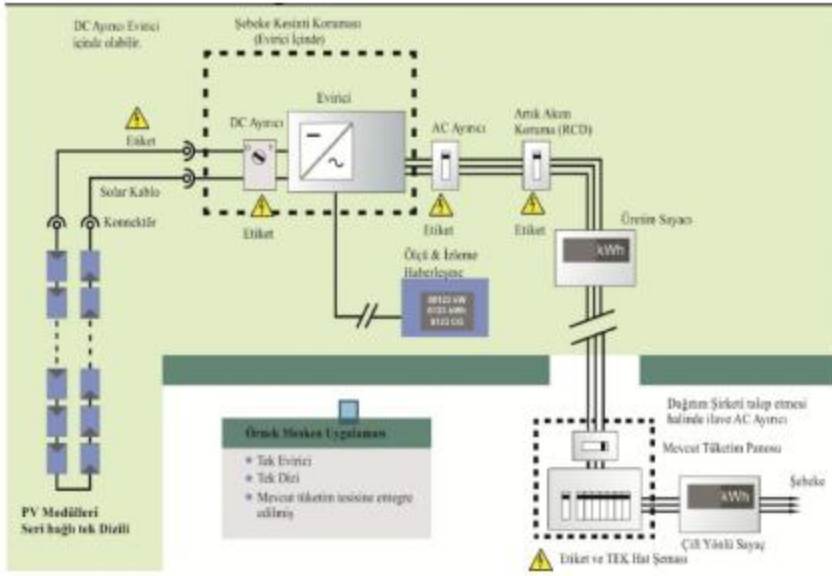 DC Ayırıcı Evirici
içinde olabilir.
Şebeke Kesinti Koruması
(Evirici İçinde)
Evirici
DC Ayırıcı
AC Ayırıcı
Artık Akım
Koruma (RCD)
Etiket
Solar Kablo
Konnektör
Etiket
Etiket
Etiket
Üretim Sayacı
kWh
Ölçü & İzleme
Haberleşme
PV Modülleri
Seri bağlı tek Dizili
Örnek Mesken Uygulaması
Tek Evirici
Tek Dizi
Mevcut tüketim tesisine entegre
edilmiş
Dağıtım Şirketi talep etmesi
halinde ilave AC Ayırıcı
Mevcut Tüketim Panosu
Şebeke
kWh
Çift Yönlü Sayaç
Etiket ve TEK Hat Şeması